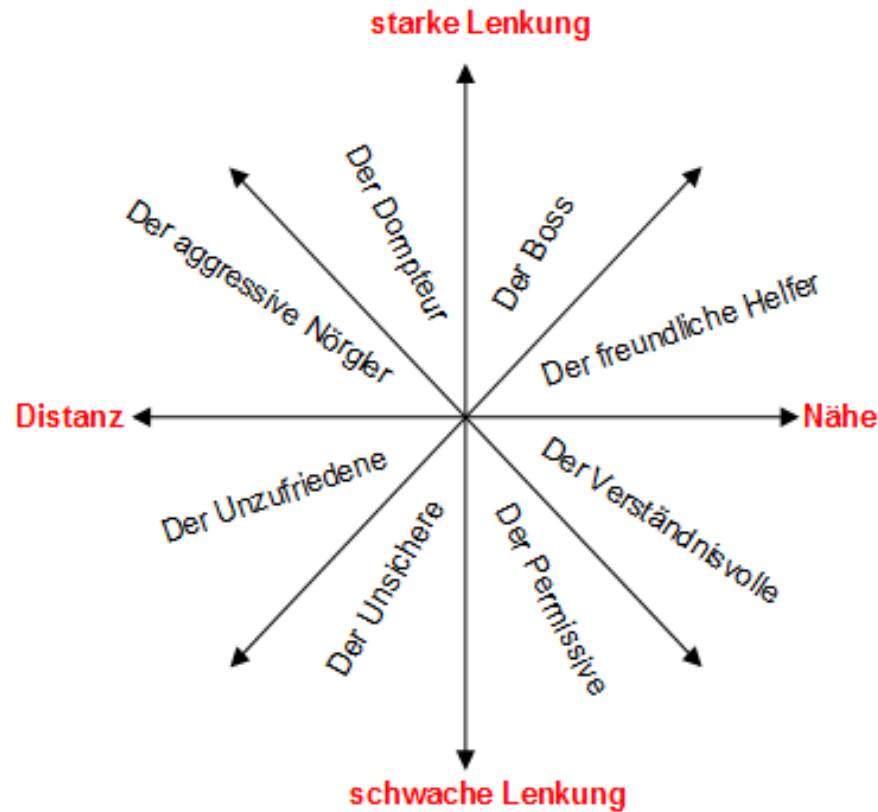 starke Lenkung
Der Dompteur
Der Boss
Der aggressive Nörgler
Der freundliche Helfer
Distanz
Nähe
Der Unzufriedene
Der Verständnisvolle
Der Unsichere
Der Permissive
schwache Lenkung